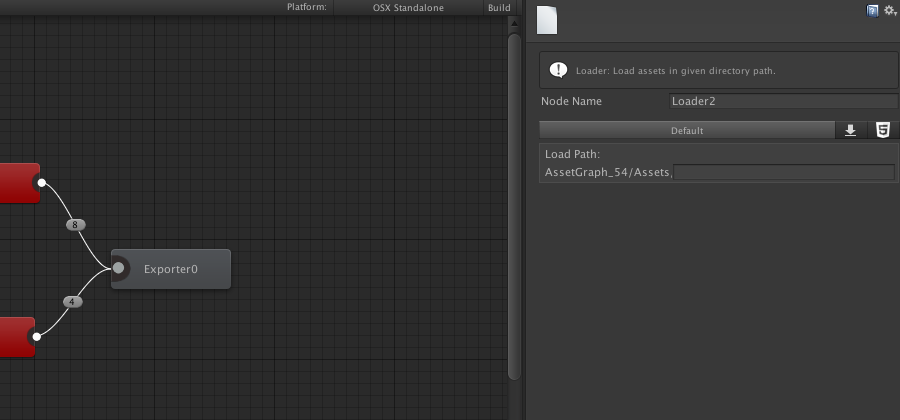 Platform: OSX Standalone Build
8
Exporter0
4
Loader: Load assets in given directory path.
Node Name Loader2
Default
Load Path:
AssetGraph_54/Assets/